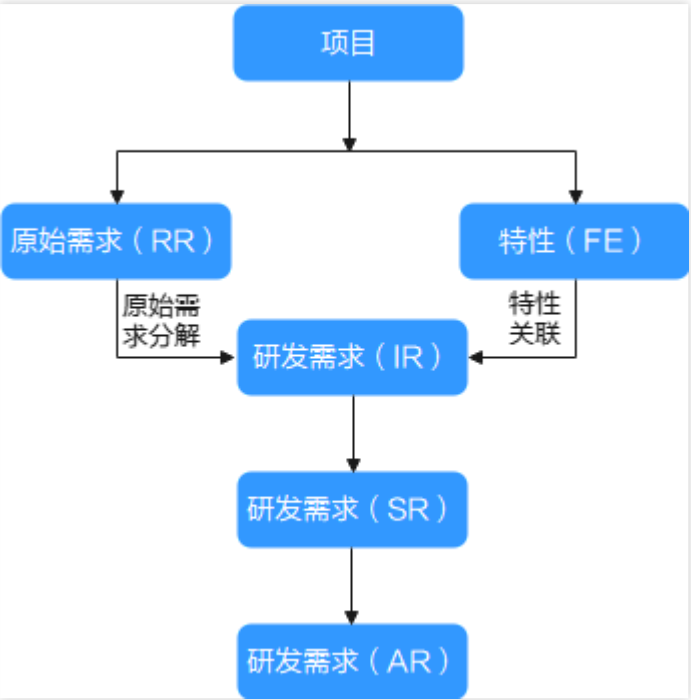 项目
原始需求（RR）
特性（FE）
原始需
求分解
特性
关联
研发需求（IR）
研发需求（SR）
研发需求（AR）